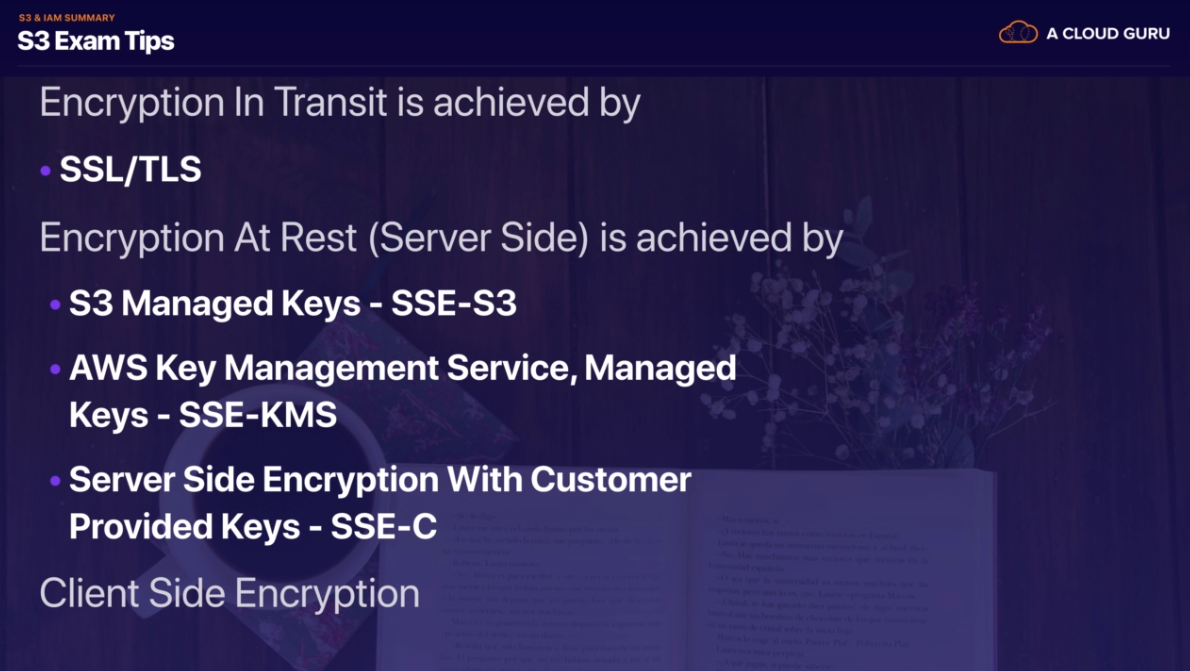 S3 & IAM SUMMARY
S3 Exam Tips
A CLOUD GURU
Encryption In Transit is achieved by
• SSL/TLS
Encryption At Rest (Server Side) is achieved by
• S3 Managed Keys - SSE-S3
• AWS Key Management Service, Managed
Keys - SSE-KMS
• Server Side Encryption With Customer
Provided Keys - SSE-C
Client Side Encryption